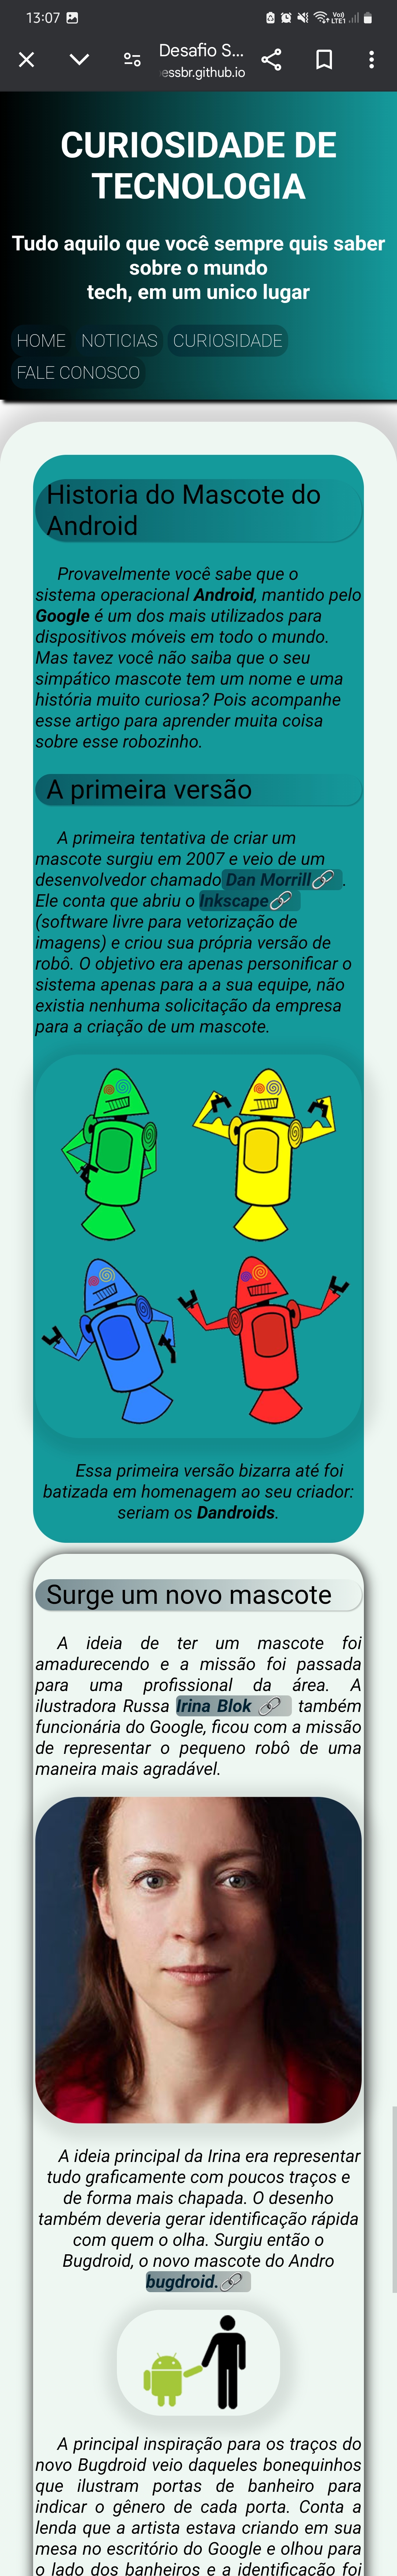 13:07
Vo))
LTE1
Desafio S...
essbr.github.io
CURIOSIDADE DE
TECNOLOGIA
Tudo aquilo que você sempre quis saber
sobre o mundo
tech, em um unico lugar
HOME NOTICIAS CURIOSIDADE
FALE CONOSCO
Historia do Mascote do
Android
Provavelmente você sabe que o
sistema operacional Android, mantido pelo
Google é um dos mais utilizados para
dispositivos móveis em todo o mundo.
Mas tavez você não saiba que o seu
simpático mascote tem um nome e uma
história muito curiosa? Pois acompanhe
esse artigo para aprender muita coisa
sobre esse robozinho.
A primeira versão
A primeira tentativa de criar um
mascote surgiu em 2007 e veio de um
desenvolvedor chamado Dan Morrill🔗 .
Ele conta que abriu o Inkscape🔗
(software livre para vetorização de
imagens) e criou sua própria versão de
robô. O objetivo era apenas personificar o
sistema apenas para a a sua equipe, não
existia nenhuma solicitação da empresa
para a criação de um mascote.
Essa primeira versão bizarra até foi
batizada em homenagem ao seu criador:
seriam os Dandroids.
Surge um novo mascote
A ideia de ter um mascote foi
amadurecendo e a missão foi passada
para uma profissional da área. A
ilustradora Russa Irina Blok 🔗 também
funcionária do Google, ficou com a missão
de representar o pequeno robô de uma
maneira mais agradável.
A ideia principal da Irina era representar
tudo graficamente com poucos traços e
de forma mais chapada. O desenho
também deveria gerar identificação rápida
com quem o olha. Surgiu então o
Bugdroid, o novo mascote do Andro
bugdroid.🔗
A principal inspiração para os traços do
novo Bugdroid veio daqueles bonequinhos
que ilustram portas de banheiro para
indicar o gênero de cada porta. Conta a
lenda que a artista estava criando em sua
mesa no escritório do Google e olhou para
o lado dos banheiros e a identificação foi